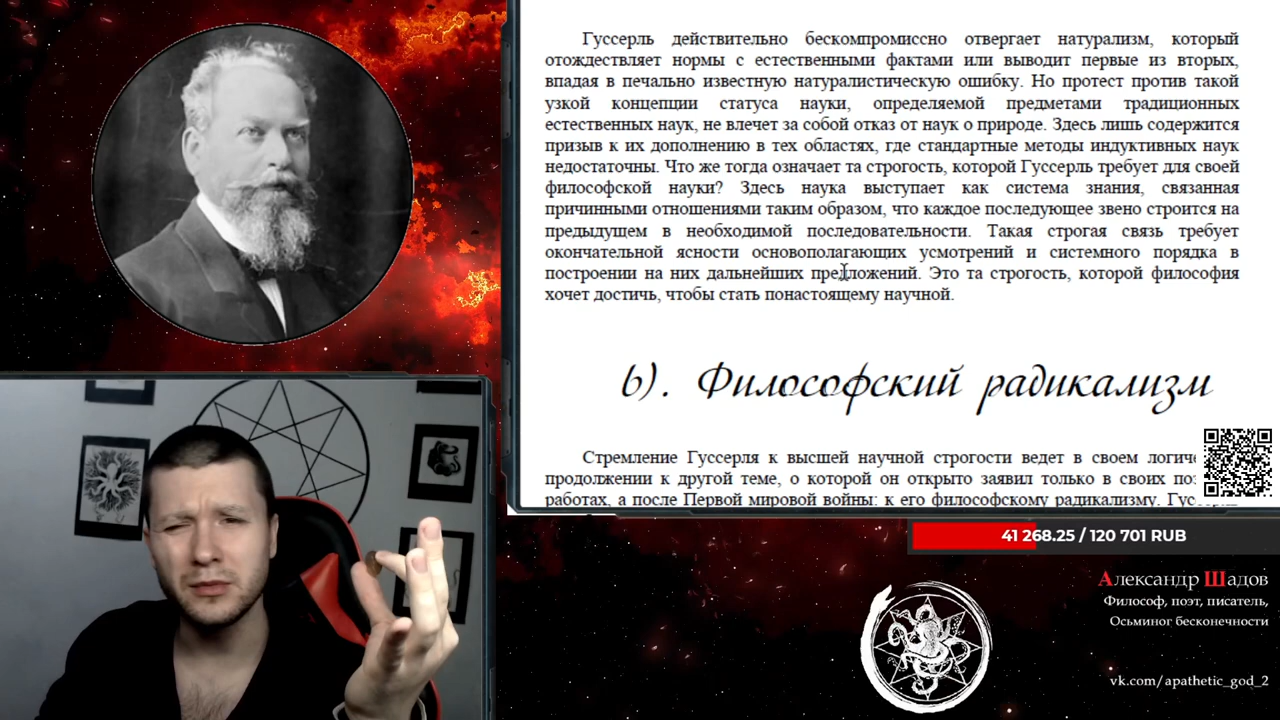 Гуссерль действительно бескомпромиссно отвергает натурализм, который
отождествляет нормы с естественными фактами или выводит первые из вторых,
впадая в печально известную натуралистическую ошибку. Но протест против такой
узкой концепции статуса науки, определяемой предметами традиционных
естественных наук, не влечет за собой отказ от наук о природе. Здесь лишь содержится
призыв к их дополнению в тех областях, где стандартные методы индуктивных наук
недостаточны. Что же тогда означает та строгость, которой Гуссерль требует для своей
философской науки? Здесь наука выступает как система знания, связанная
причинными отношениями таким образом, что каждое последующее звено строится на
предыдущем в необходимой последовательности. Такая строгая связь требует
окончательной ясности основополагающих усмотрений и системного порядка в
построении на них дальнейших предложений. Это та строгость, которой философия
хочет достичь, чтобы стать понастоящему научной.
b). Философский радикализм
Стремление Гуссерля к высшей научной строгости ведет в своем
продолжении к другой теме, о которой он открыто заявил только в своих
работах, а после Первой мировой войны: к его философскому радикализму.
41 268.25 / 120 701 RUB
Александр Шадов
Философ, поэт, писатель,
Осьминог бесконечности
vk.com/apathetic_god_2